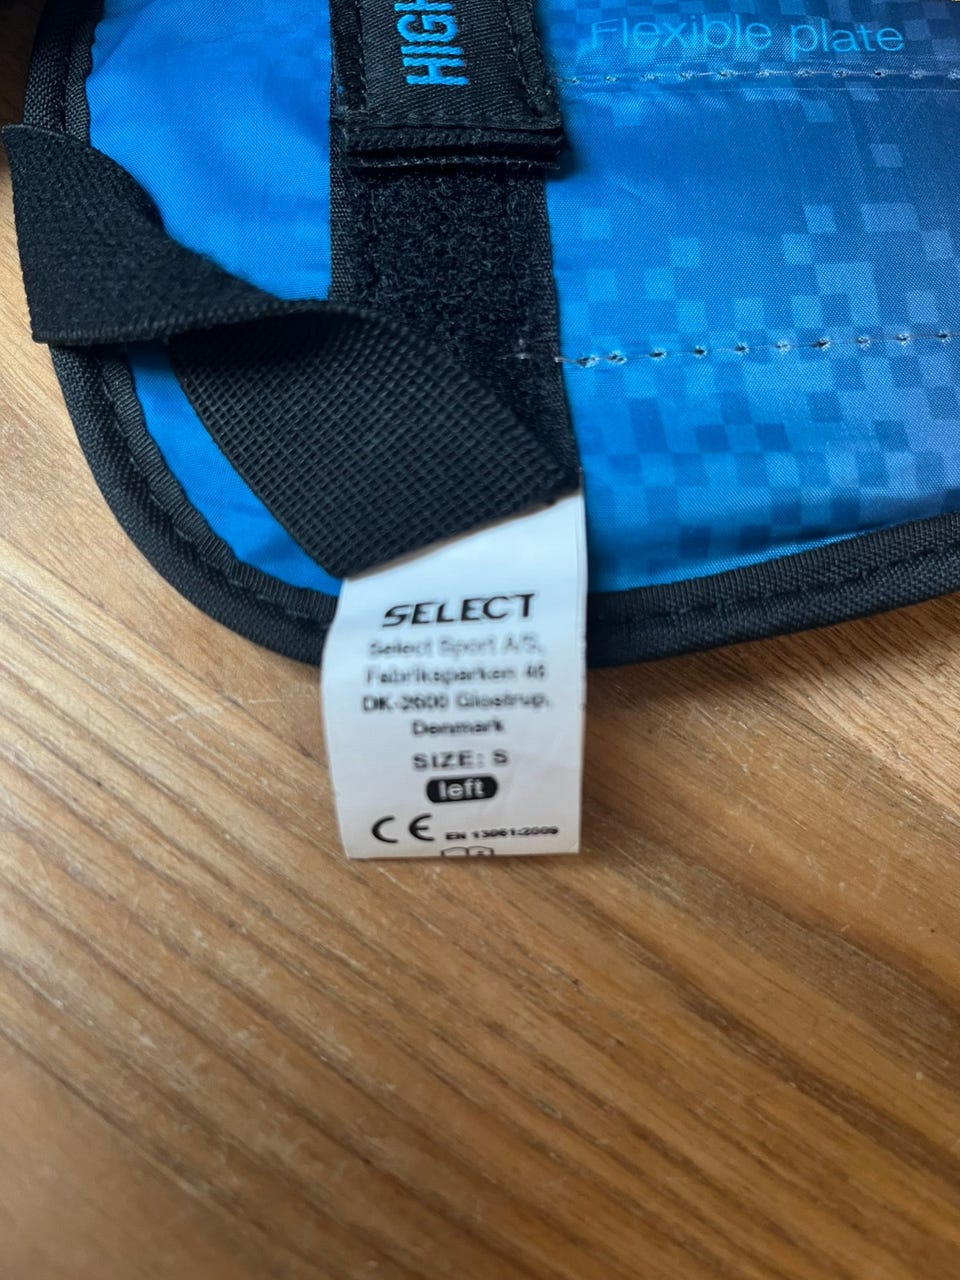 HIGH
Flexible plate
SELECT
Select Sport A/S,
Fabriksparken 46
DK-2600 Glostrup,
Denmark
SIZE: S
left
CE EN 13061:2009